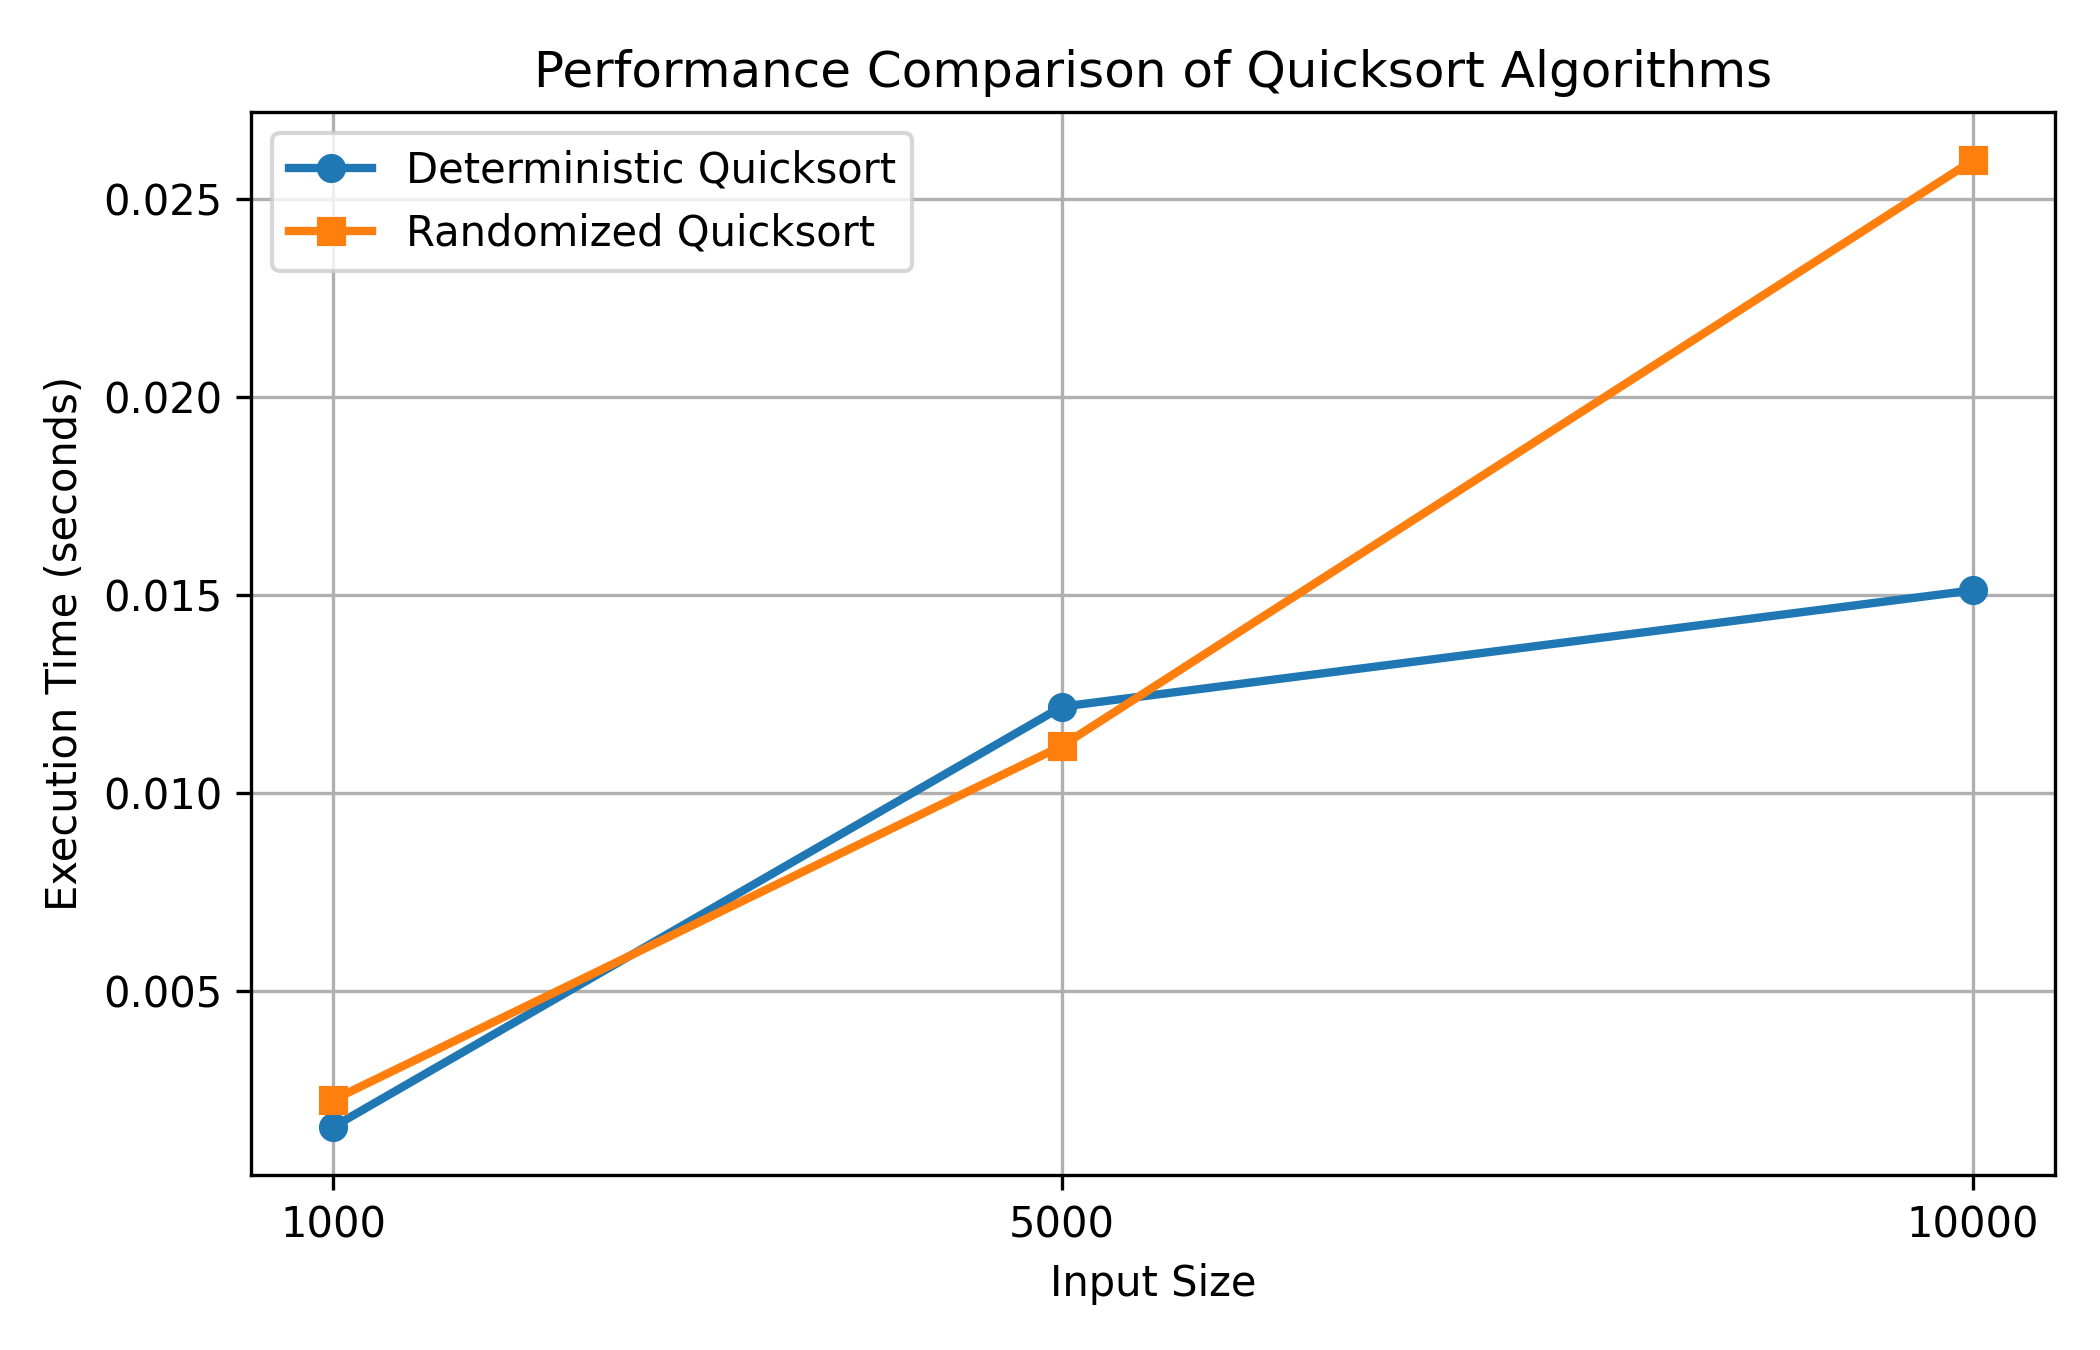 Performance Comparison of Quicksort Algorithms
Deterministic Quicksort
Randomized Quicksort
0.025
0.020
0.015
0.010
0.005
Execution Time (seconds)
1000 5000 10000
Input Size